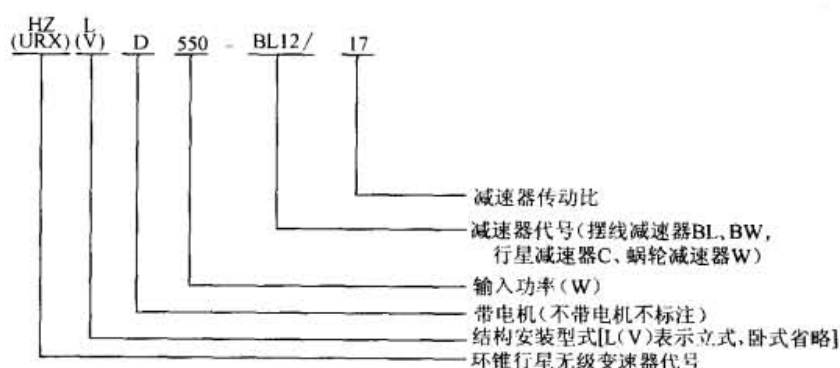 HZ L
(URX) (V) D 550 - BL12/ 17
减速器传动比
减速器代号(摆线减速器BL、BW,
行星减速器C、蜗轮减速器W)
输入功率(W)
带电机(不带电机不标注)
结构安装型式[L(V)表示立式、卧式省略]
环锥行星无级变速器代号